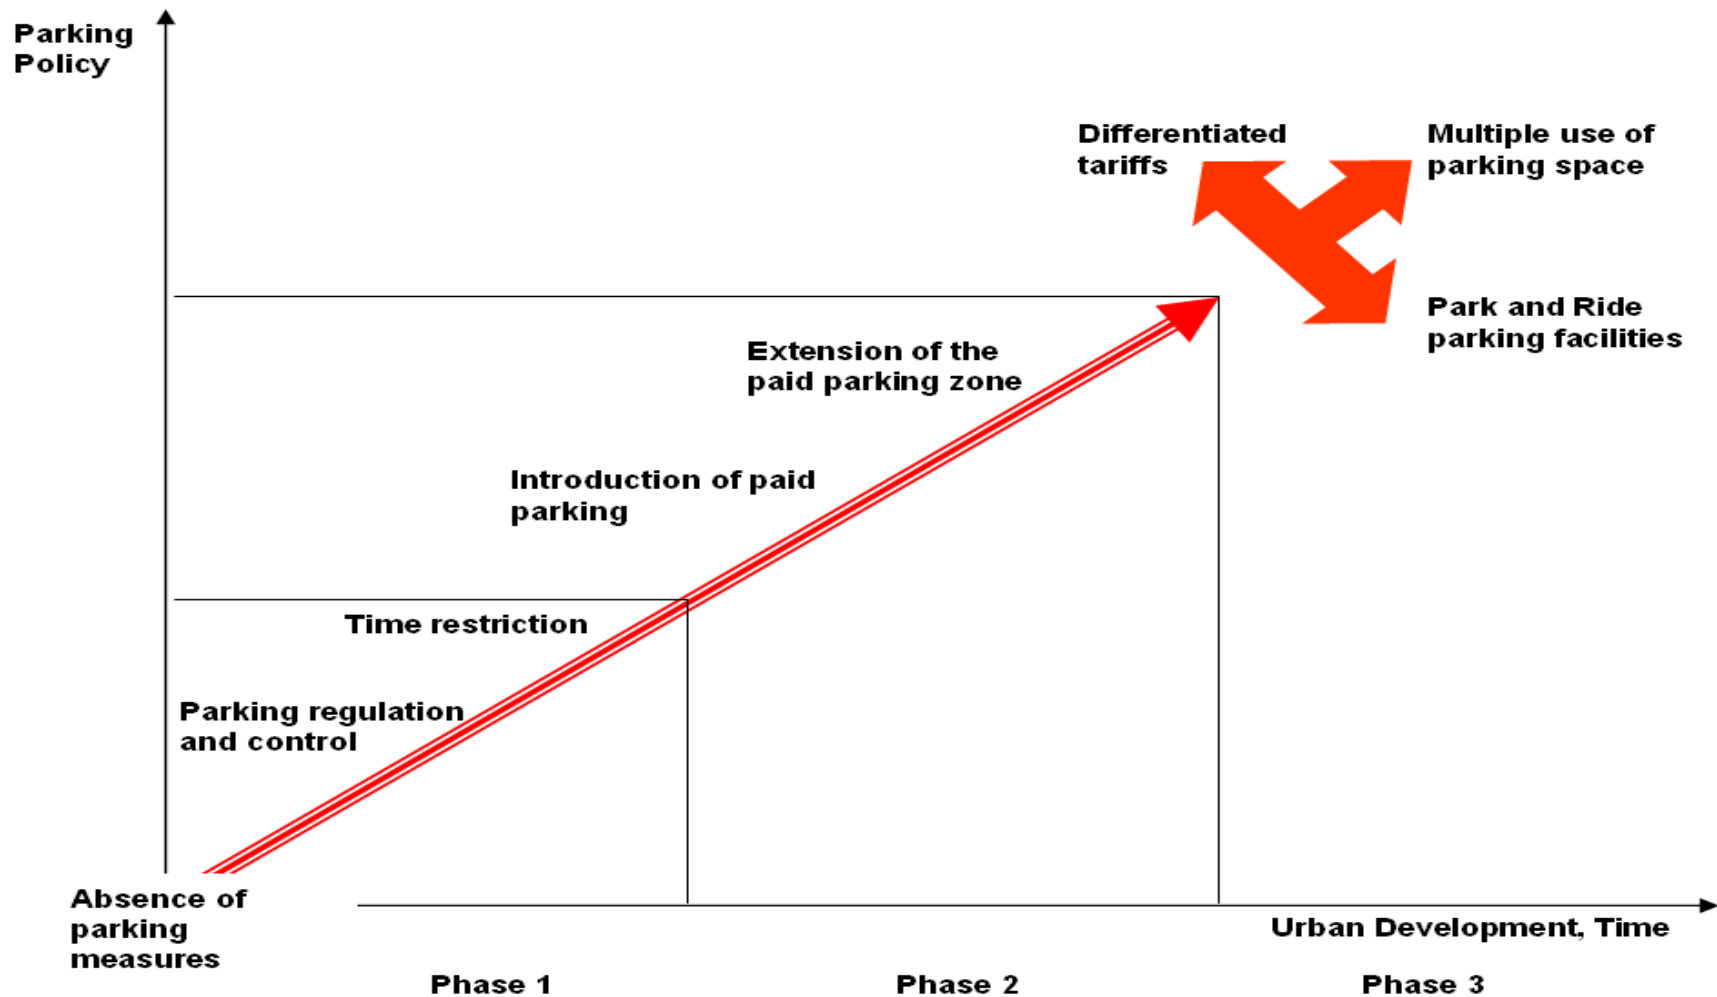 Parking
Policy
Differentiated
tariffs
Multiple use of
parking space
Park and Ride
parking facilities
Extension of the
paid parking zone
Introduction of paid
parking
Time restriction
Parking regulation
and control
Absence of
parking
measures
Urban Development, Time
Phase 1
Phase 2
Phase 3